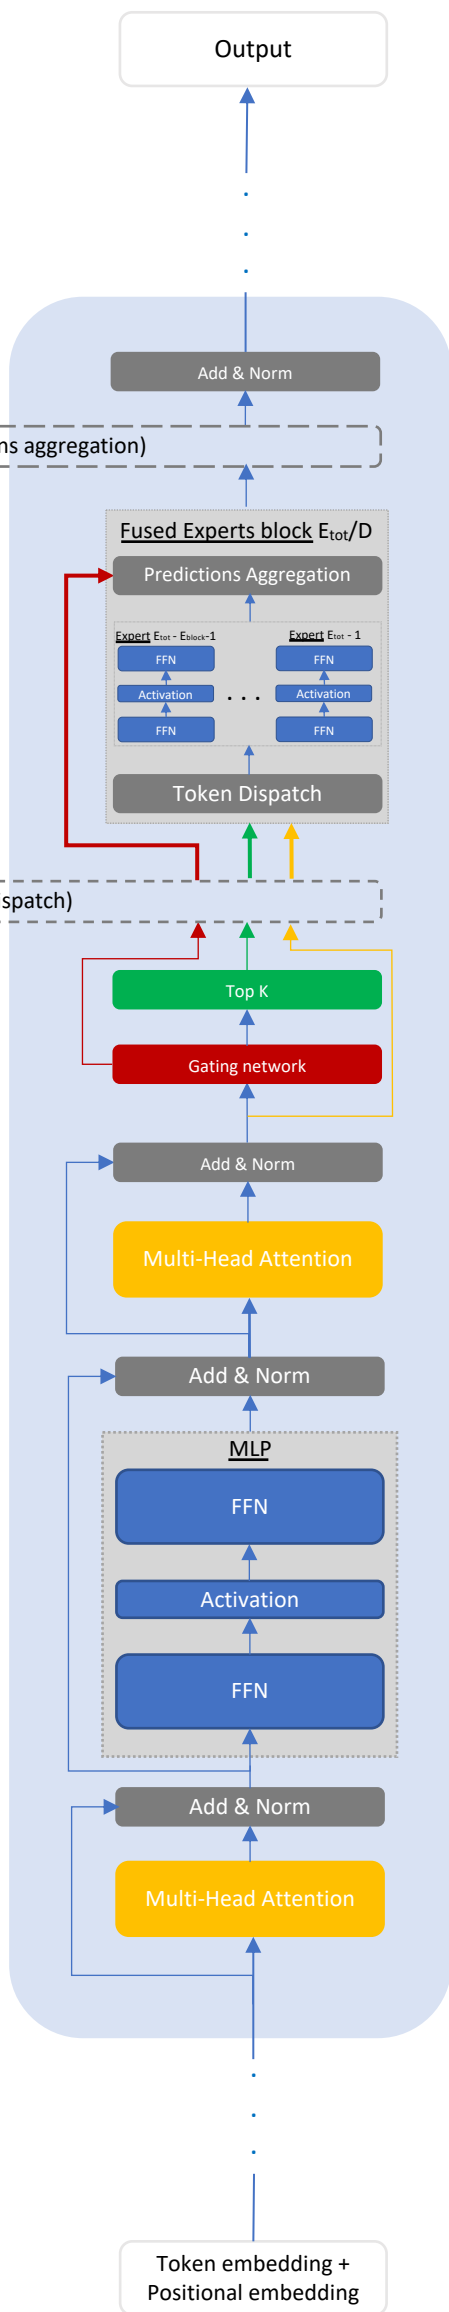 Output
Add & Norm
ns aggregation)
Fused Experts block Etot/D
Predictions Aggregation
Expert Etot - Eblock-1
Expert Etot - 1
FFN
FFN
Activation
. . .
Activation
FFN
FFN
Token Dispatch
spatch)
Top K
Gating network
Add & Norm
Multi-Head Attention
Add & Norm
MLP
FFN
Activation
FFN
Add & Norm
Multi-Head Attention
Token embedding +
Positional embedding